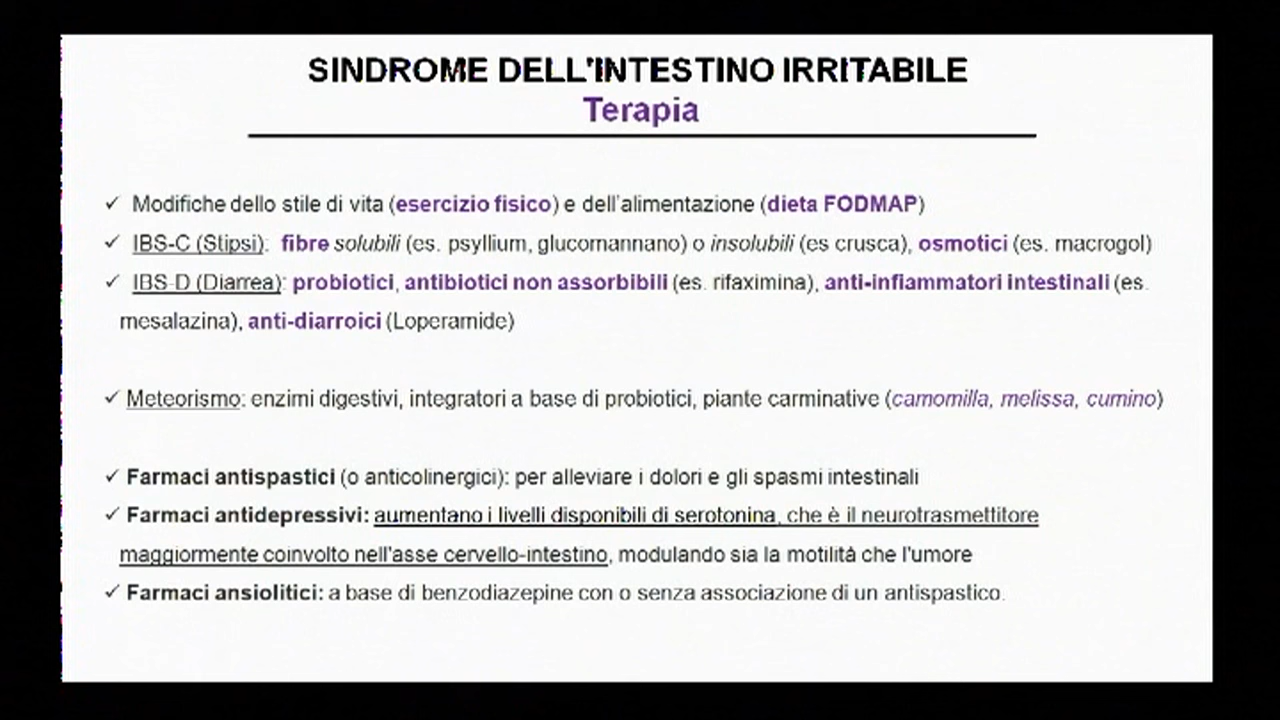 SINDROME DELL'INTESTINO IRRITABILE
Terapia
✓ Modifiche dello stile di vita (esercizio fisico) e dell'alimentazione (dieta FODMAP)
✓ IBS-C (Stipsi): fibre solubili (es. psyllium, glucomannano) o insolubili (es crusca), osmotici (es. macrogol)
✓ IBS-D (Diarrea): probiotici, antibiotici non assorbibili (es. rifaximina), anti-infiammatori intestinali (es.
mesalazina), anti-diarroici (Loperamide)
✓ Meteorismo: enzimi digestivi, integratori a base di probiotici, piante carminative (camomilla, melissa, cumino)
✓ Farmaci antispastici (o anticolinergici): per alleviare i dolori e gli spasmi intestinali
✓ Farmaci antidepressivi: aumentano i livelli disponibili di serotonina, che è il neurotrasmettitore
maggiormente coinvolto nell'asse cervello-intestino, modulando sia la motilità che l'umore
✓ Farmaci ansiolitici: a base di benzodiazepine con o senza associazione di un antispastico.